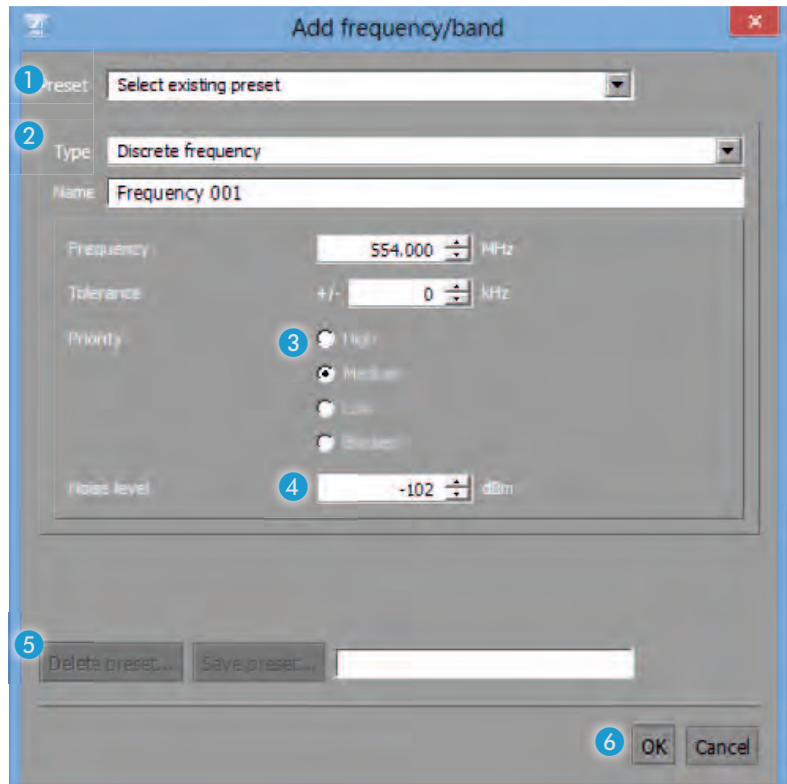 Add frequency/band
1 Preset Select existing preset
2 Type Discrete frequency
Name Frequency 001
Frequency 554.000 MHz
Tolerance +/- 0 kHz
Priority 3 High
Medium
Low
Noise level 4 -102 dBm
5 Delete preset... Save preset...
6 OK Cancel